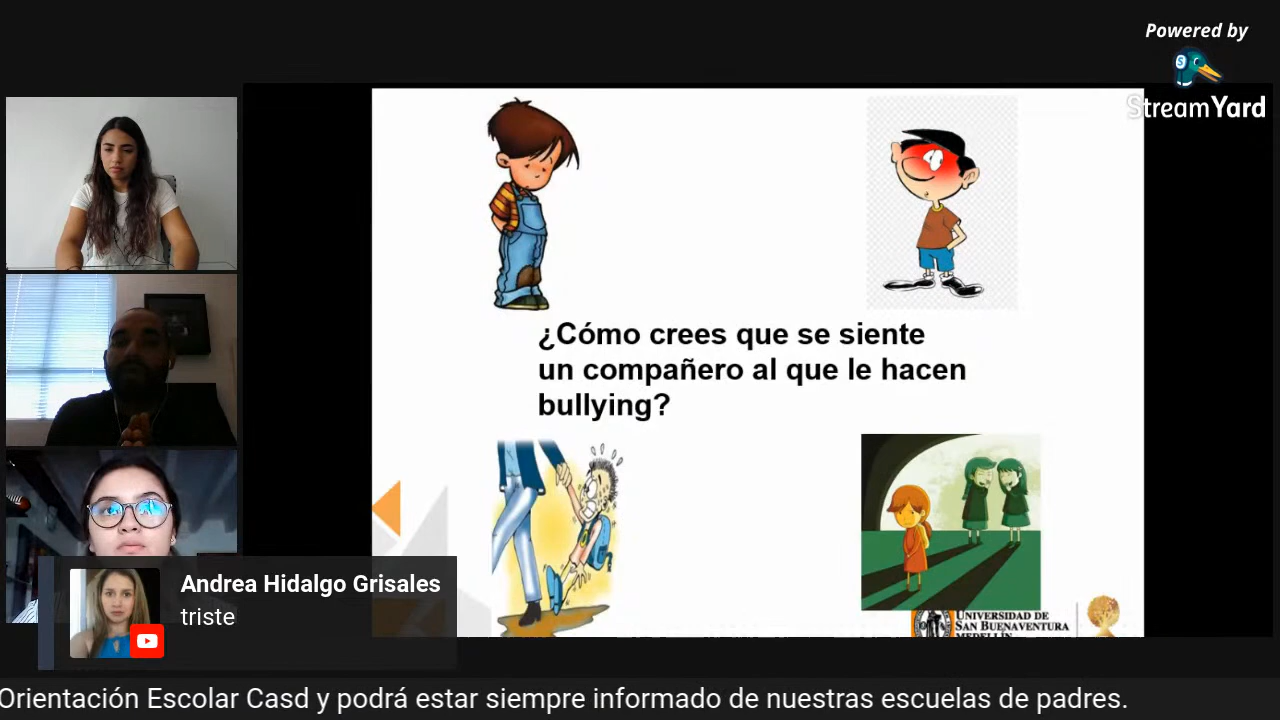 Powered by
StreamYard
¿Cómo crees que se siente
un compañero al que le hacen
bullying?
UNIVERSIDAD DE
SAN BUENAVENTURA
MEDELLÍN
Andrea Hidalgo Grisales
triste
Orientación Escolar Casd y podrá estar siempre informado de nuestras escuelas de padres.